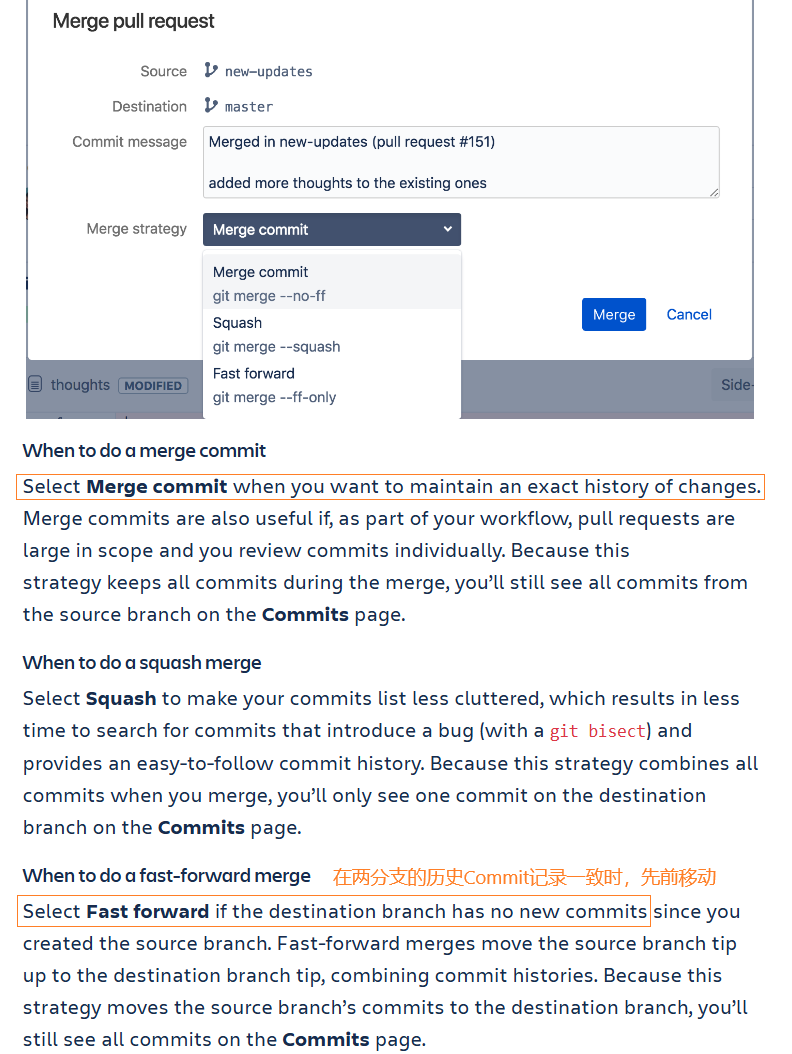 Merge pull request
Source new-updates
Destination master
Commit message Merged in new-updates (pull request #151)
added more thoughts to the existing ones
Merge strategy Merge commit
Merge commit
git merge --no-ff
Squash
git merge --squash
Fast forward
git merge --ff-only
Merge Cancel
thoughts MODIFIED Side-
When to do a merge commit
Select Merge commit when you want to maintain an exact history of changes.
Merge commits are also useful if, as part of your workflow, pull requests are
large in scope and you review commits individually. Because this
strategy keeps all commits during the merge, you’ll still see all commits from
the source branch on the Commits page.
When to do a squash merge
Select Squash to make your commits list less cluttered, which results in less
time to search for commits that introduce a bug (with a git bisect) and
provides an easy-to-follow commit history. Because this strategy combines all
commits when you merge, you’ll only see one commit on the destination
branch on the Commits page.
When to do a fast-forward merge 在两分支的历史Commit记录一致时，先前移动
Select Fast forward if the destination branch has no new commits since you
created the source branch. Fast-forward merges move the source branch tip
up to the destination branch tip, combining commit histories. Because this
strategy moves the source branch’s commits to the destination branch, you’ll
still see all commits on the Commits page.